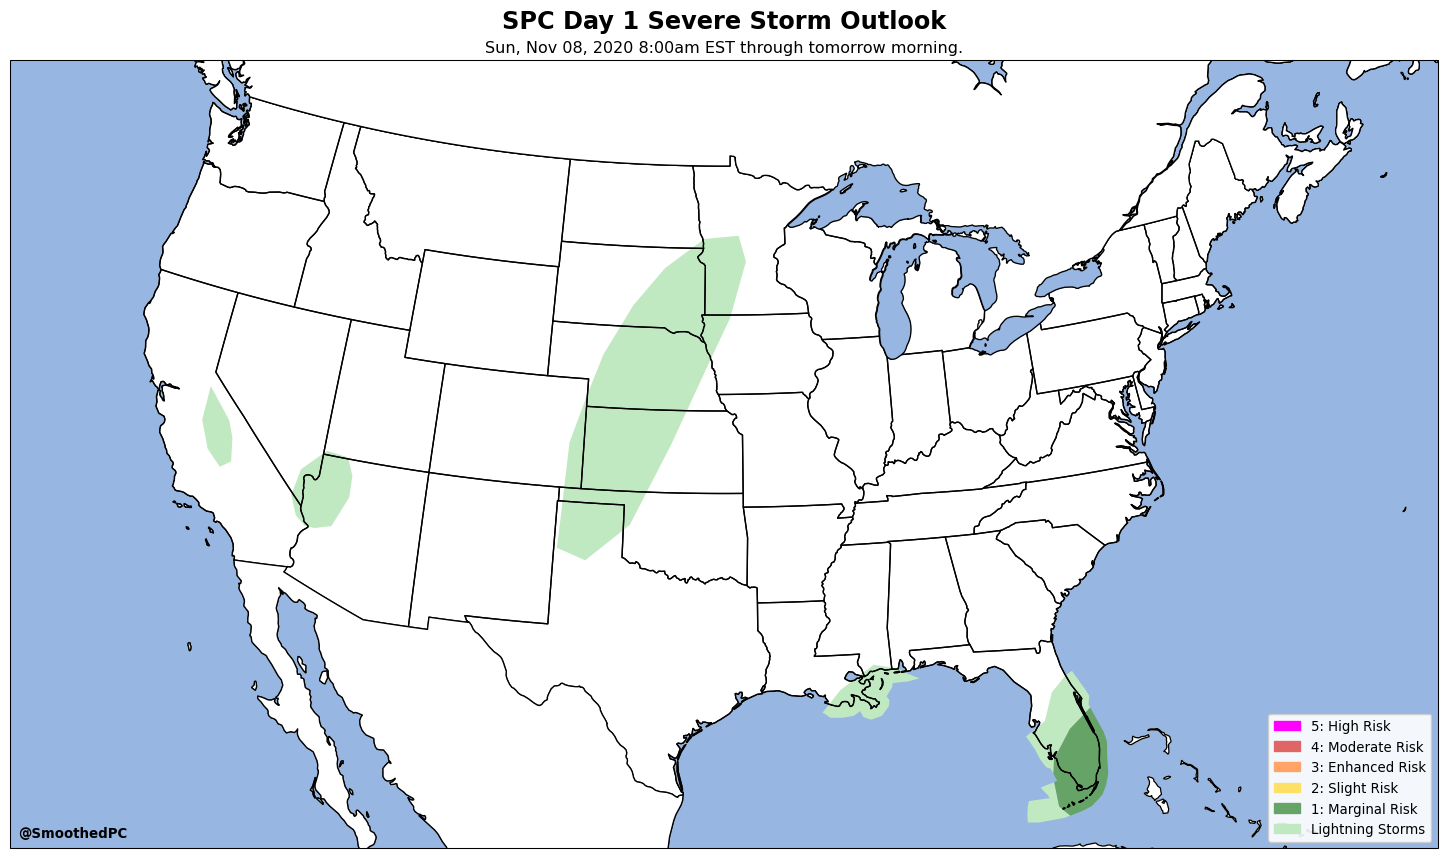 SPC Day 1 Severe Storm Outlook
Sun, Nov 08, 2020 8:00am EST through tomorrow morning.
5: High Risk
4: Moderate Risk
3: Enhanced Risk
2: Slight Risk
1: Marginal Risk
Lightning Storms
@SmoothedPC